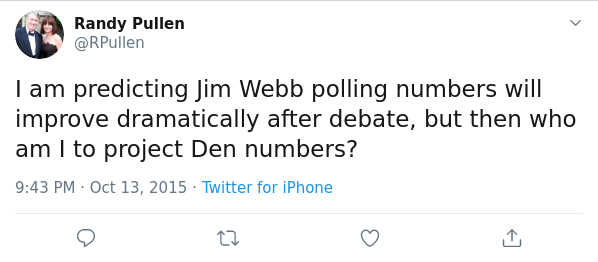 Randy Pullen
@RPullen
I am predicting Jim Webb polling numbers will
improve dramatically after debate, but then who
am I to project Den numbers?
9:43 PM · Oct 13, 2015 · Twitter for iPhone